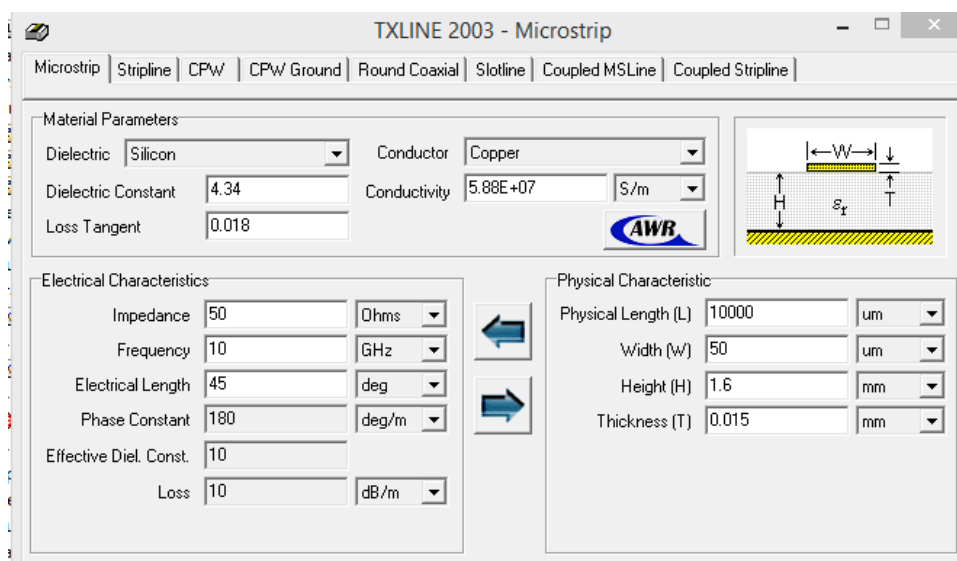 TXLINE 2003 - Microstrip
Microstrip Stripline CPW CPW Ground Round Coaxial Slotline Coupled MSLine Coupled Stripline
Material Parameters
Dielectric Silicon Conductor Copper
Dielectric Constant 4.34 Conductivity 5.88E+07 S/m
Loss Tangent 0.018 AWR
W
H εr T
Electrical Characteristics
Impedance 50 Ohms
Frequency 10 GHz
Electrical Length 45 deg
Phase Constant 180 deg/m
Effective Diel. Const. 10
Loss 10 dB/m
Physical Characteristic
Physical Length (L) 10000 um
Width (W) 50 um
Height (H) 1.6 mm
Thickness (T) 0.015 mm